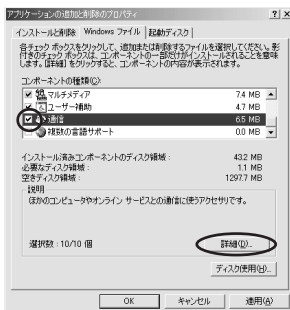 アプリケーションの追加と削除のプロパティ
インストールと削除 Windows ファイル 起動ディスク
各チェック ボックスをクリックして、追加または削除するファイルを選択してください。影
付きのチェック ボックスは、コンポーネントの一部だけがインストールされることを意味
します。[詳細] をクリックすると、コンポーネントの内容が表示されます。
コンポーネントの種類(C):
マルチメディア 7.4 MB
ユーザー補助 4.7 MB
通信 6.5 MB
複数の言語サポート 0.0 MB
インストール済みコンポーネントのディスク領域: 43.2 MB
必要なディスク領域: 1.1 MB
空きディスク領域: 1297.7 MB
説明
ほかのコンピュータやオンライン サービスとの通信に使うアクセサリです。
選択数: 10/10 個 詳細(D)...
ディスク使用(H)...
OK キャンセル 適用(A)